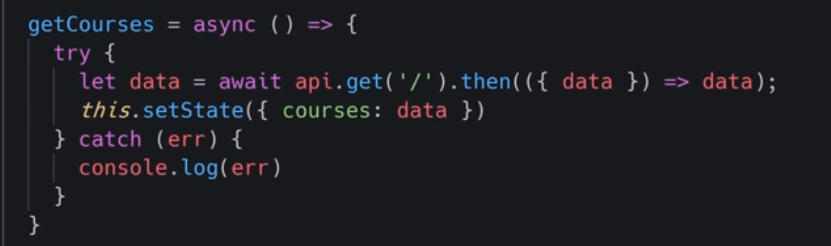 getCourses = async () => {
try {
let data = await api.get('/').then(({ data }) => data);
this.setState({ courses: data })
} catch (err) {
console.log(err)
}
}